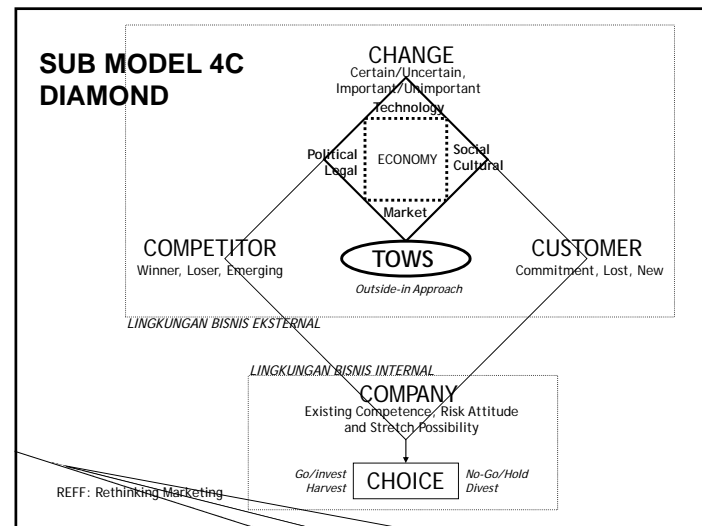 SUB MODEL 4C
DIAMOND
CHANGE
Certain/Uncertain,
Important/Unimportant
Technology
Political
Legal
ECONOMY
Social
Cultural
Market
COMPETITOR
Winner, Loser, Emerging
TOWS
Outside-in Approach
CUSTOMER
Commitment, Lost, New
LINGKUNGAN BISNIS EKSTERNAL
LINGKUNGAN BISNIS INTERNAL
COMPANY
Existing Competence, Risk Attitude
and Stretch Possibility
Go/invest
Harvest
CHOICE
No-Go/Hold
Divest
REFF: Rethinking Marketing